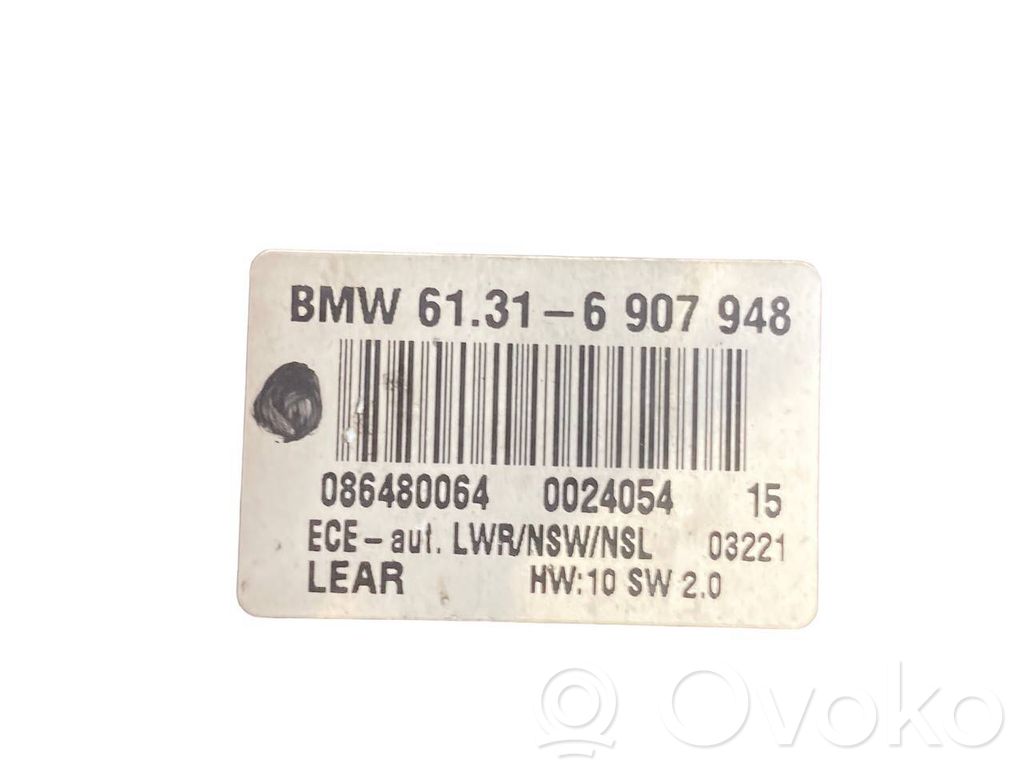 BMW 61.31-6 907 948
086480064 0024054 15
ECE-aut. LWR/NSW/NSL 03221
LEAR HW:10 SW 2.0
Ovoko